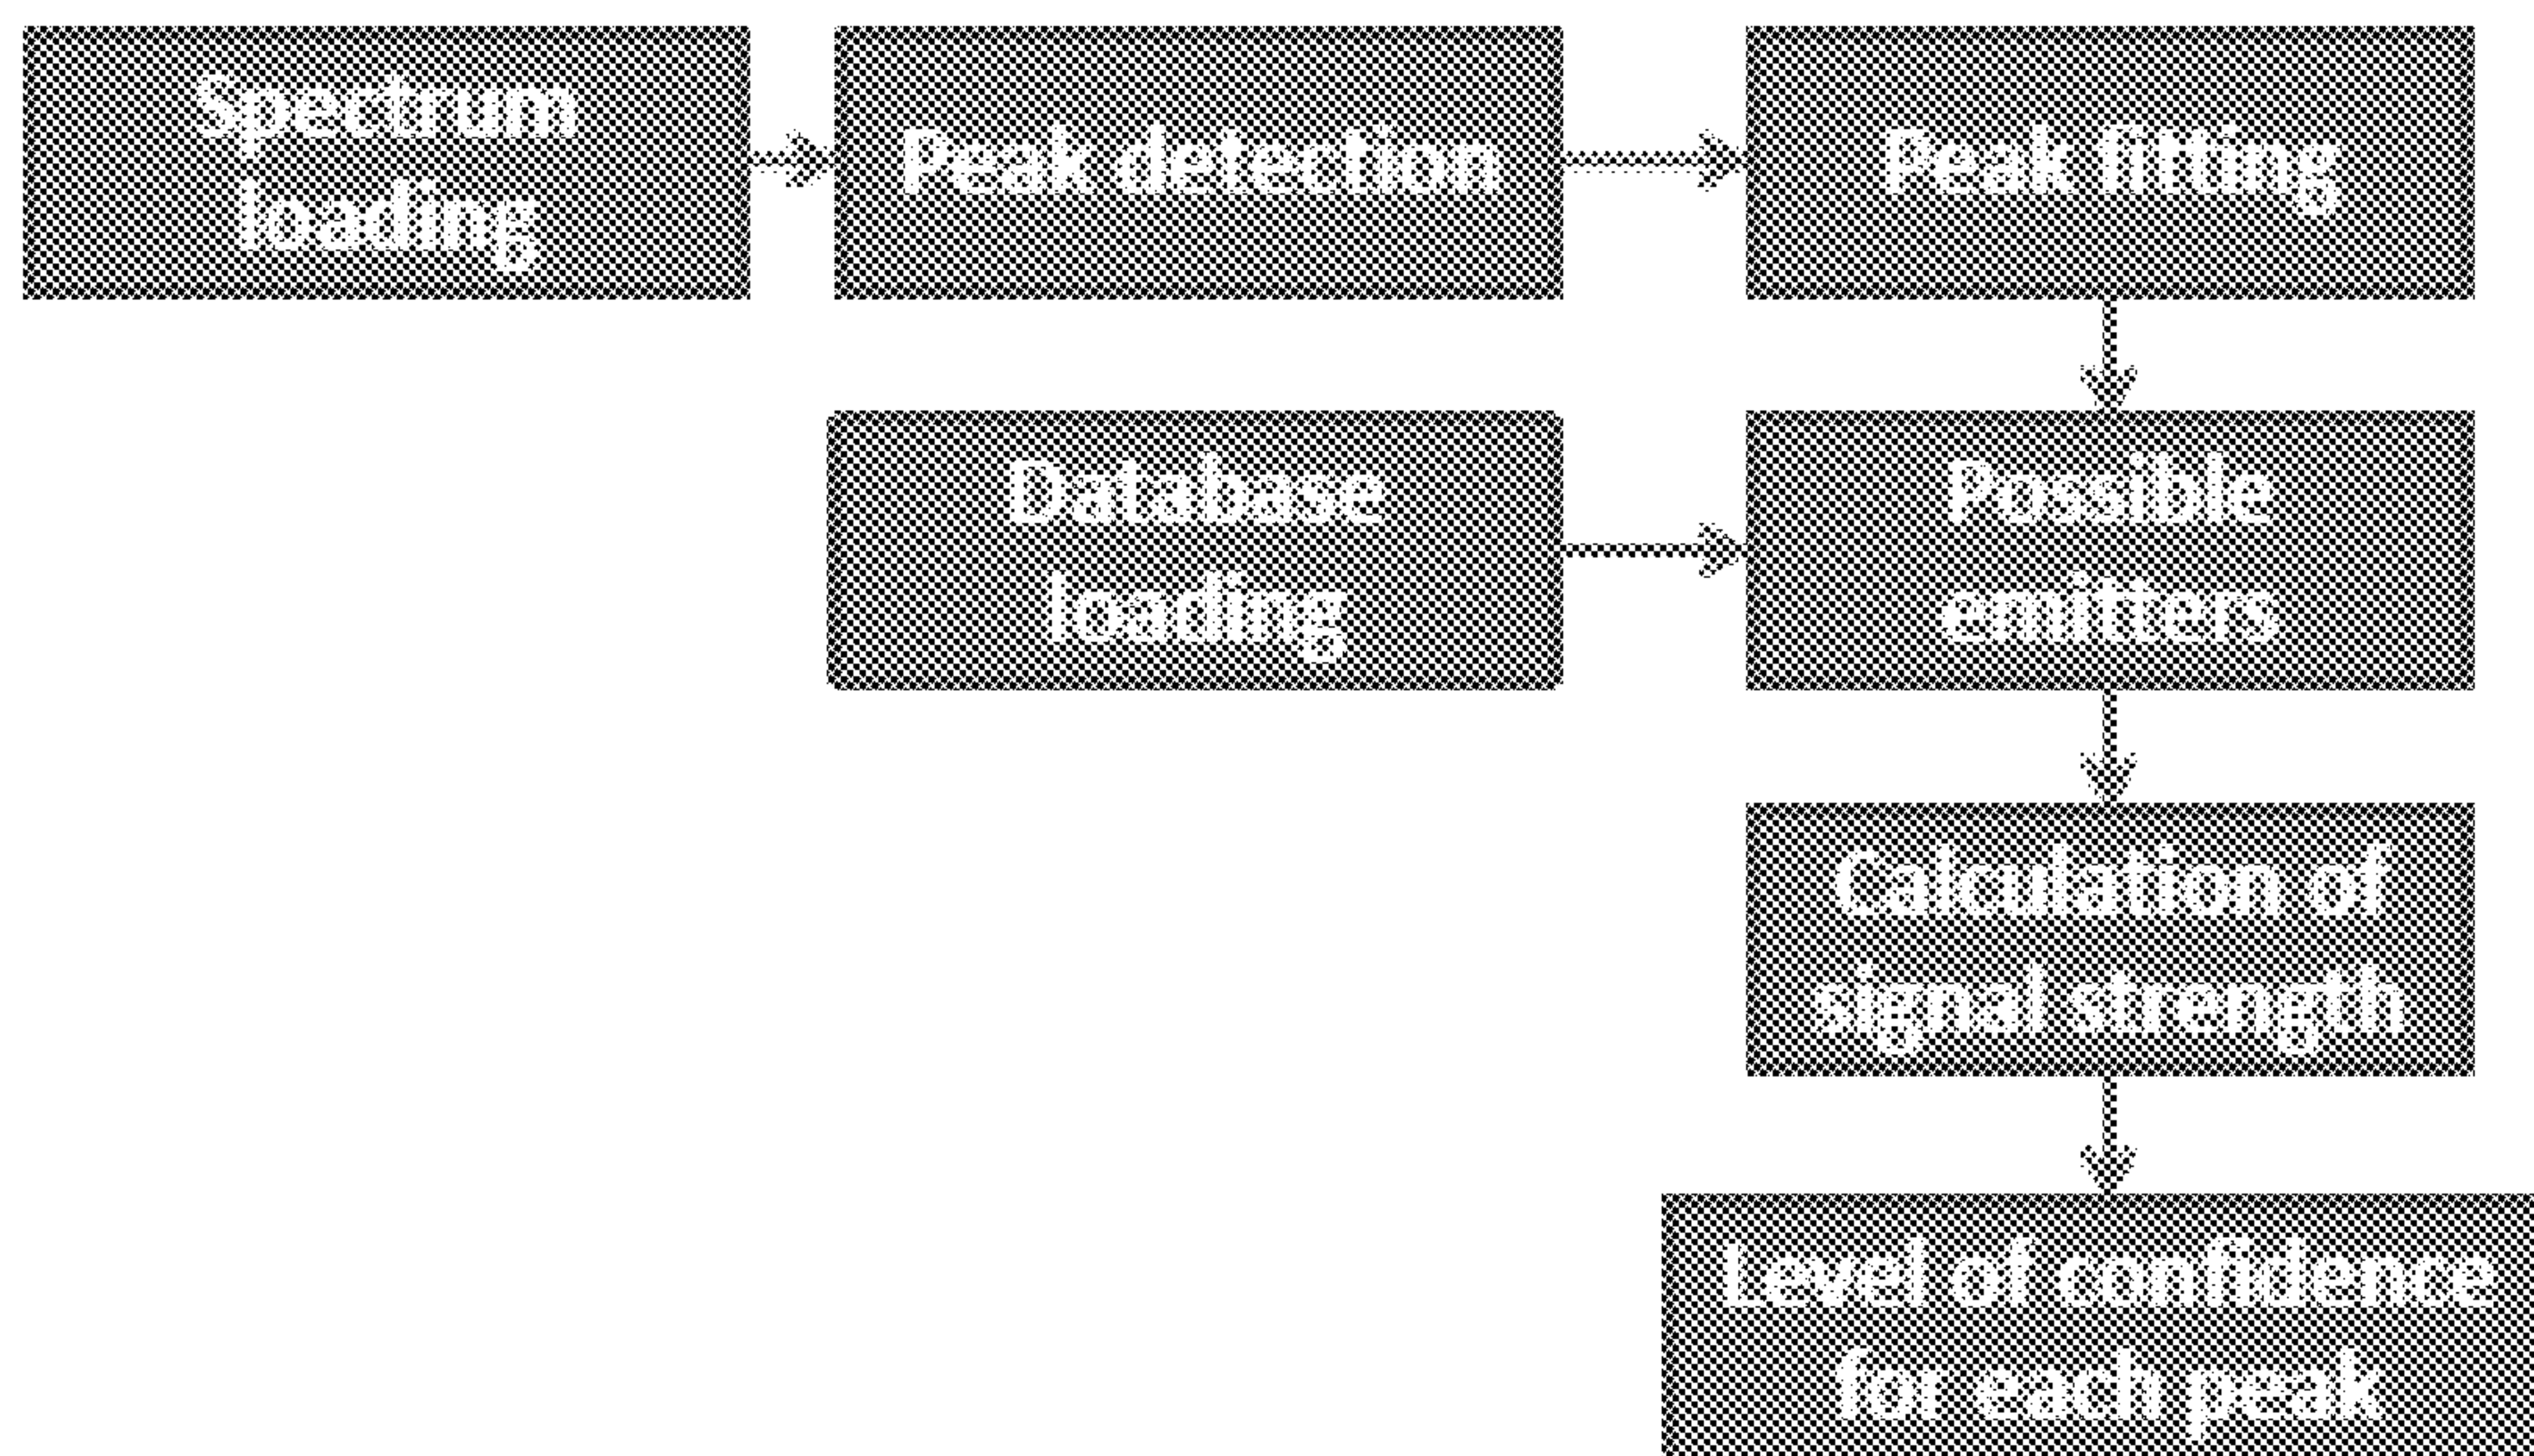 Spectrum
loading
Peak detection
Peak fitting
Database
loading
Possible
emitters
Calculation of
signal strength
Level of confidence
for each peak